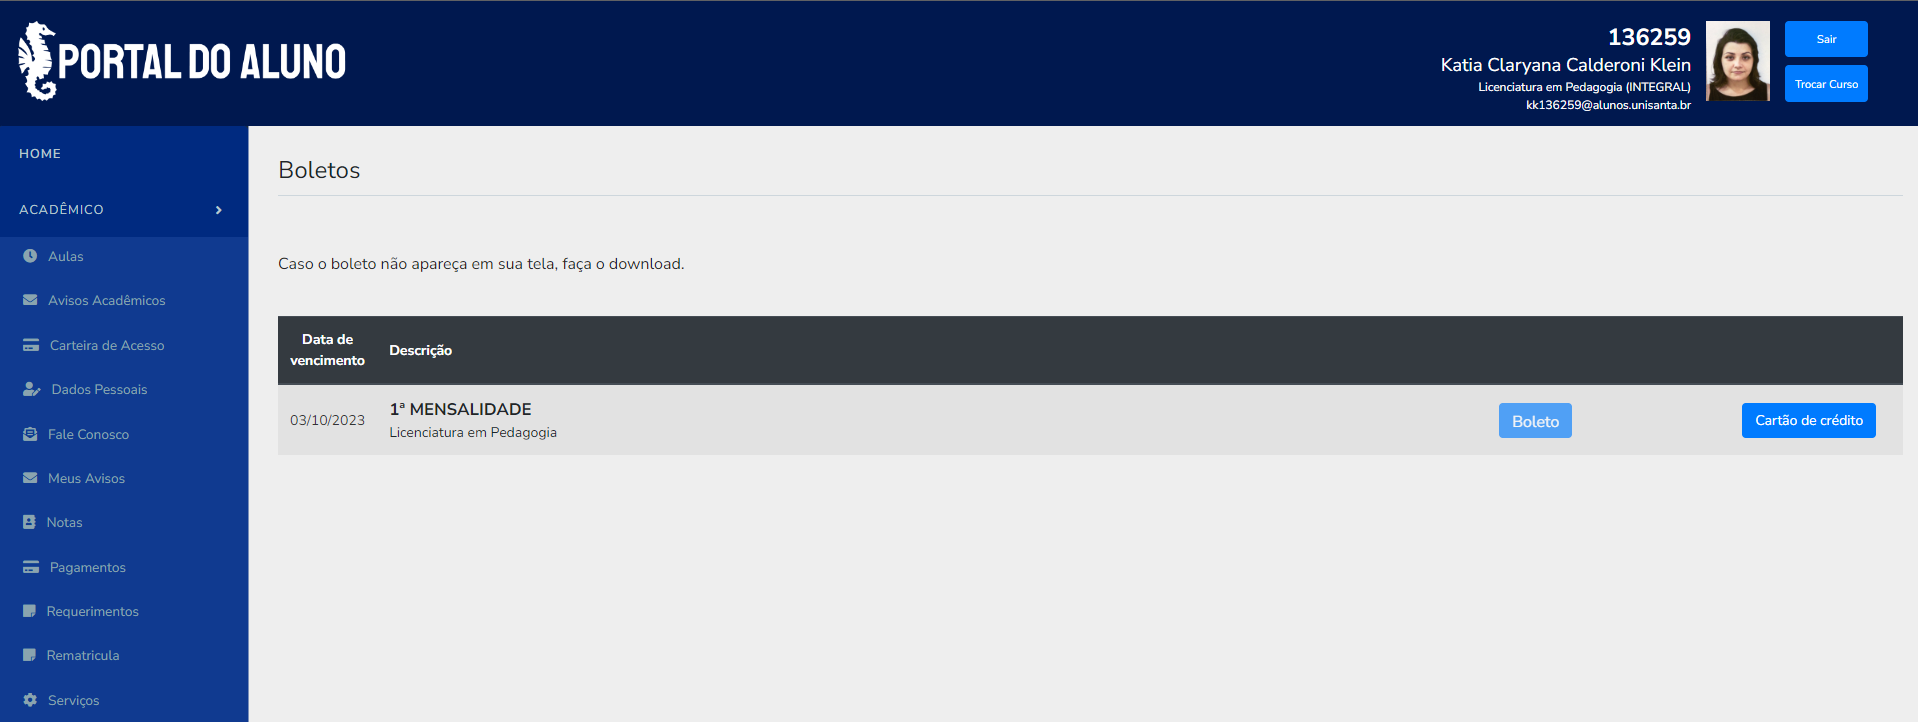 PORTAL DO ALUNO
136259
Katia Claryana Calderoni Klein
Licenciatura em Pedagogia (INTEGRAL)
kk136259@alunos.unisanta.br
Sair
Trocar Curso
HOME
ACADÊMICO
Aulas
Avisos Acadêmicos
Carteira de Acesso
Dados Pessoais
Fale Conosco
Meus Avisos
Notas
Pagamentos
Requerimentos
Rematricula
Serviços
Boletos
Caso o boleto não apareça em sua tela, faça o download.
Data de
vencimento
Descrição
03/10/2023
1ª MENSALIDADE
Licenciatura em Pedagogia
Boleto
Cartão de crédito